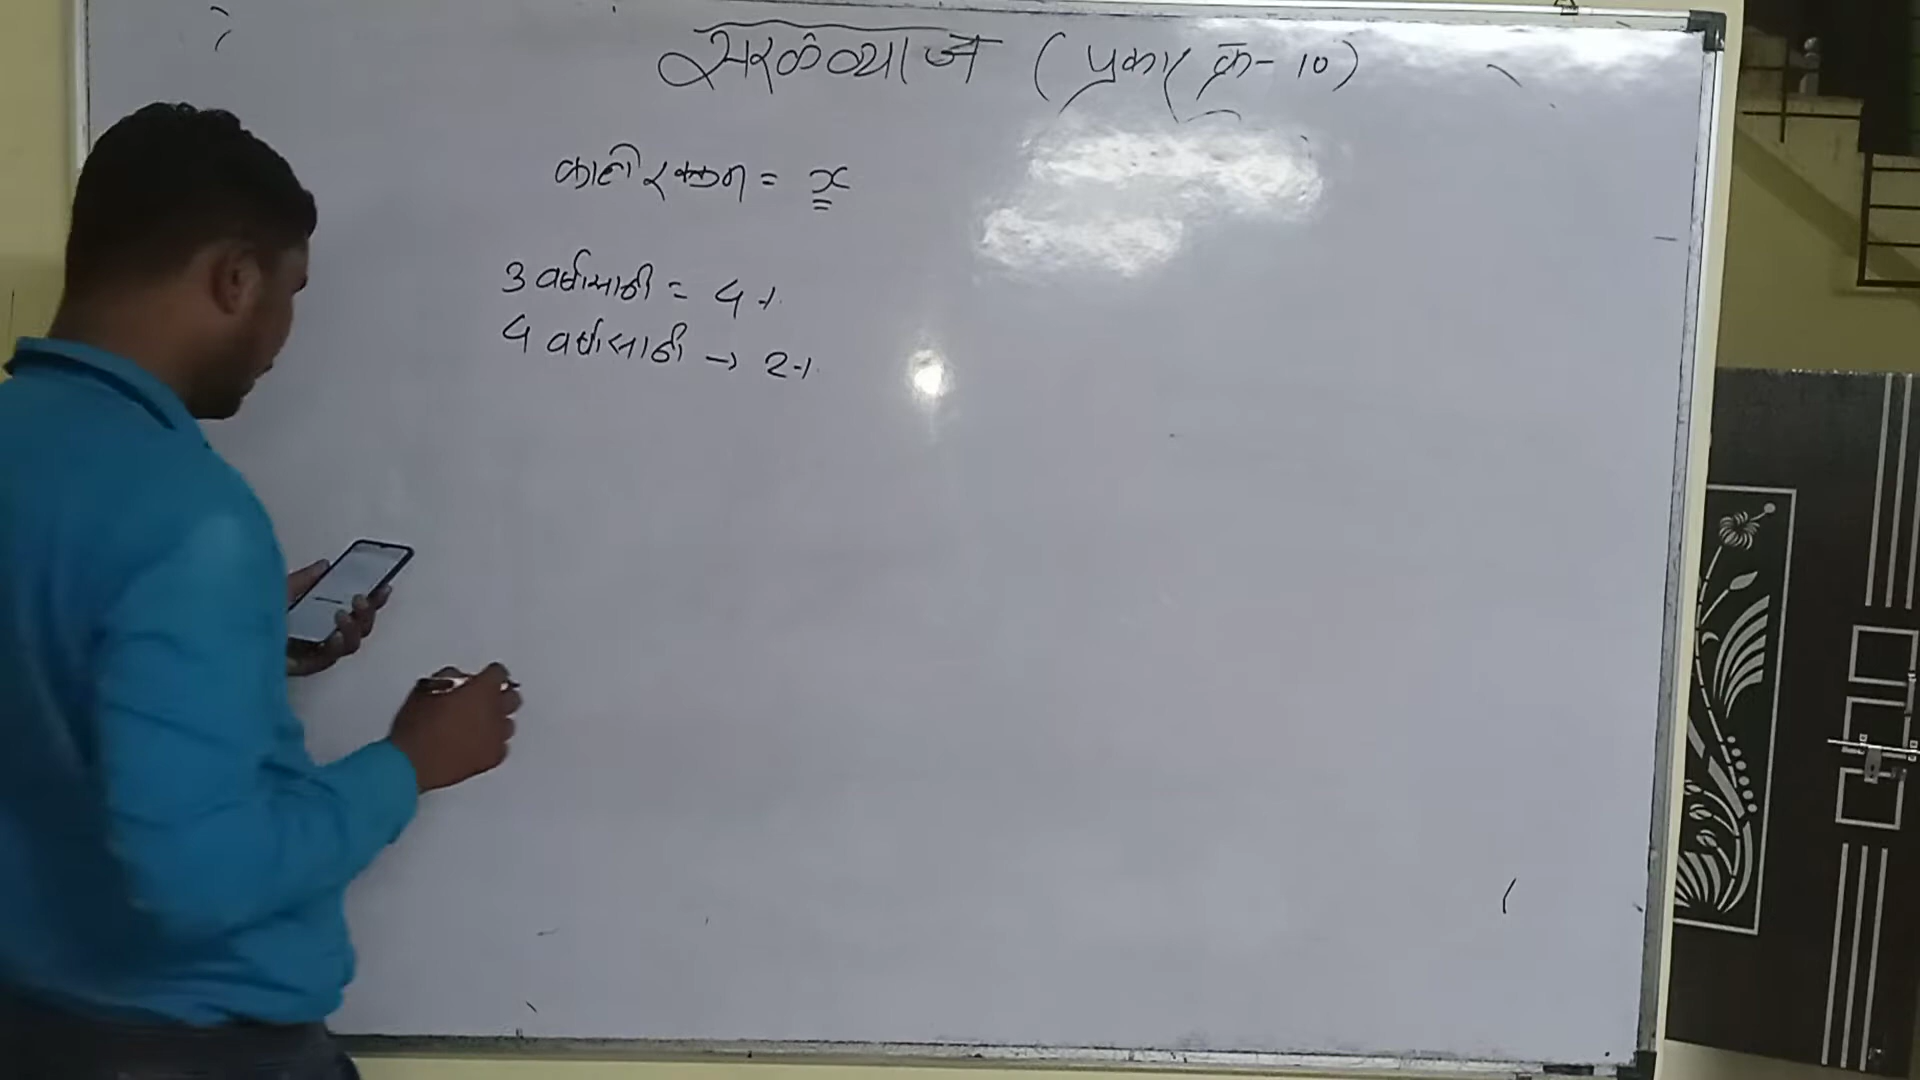 सरळव्याज (प्रकार क्र- 10)
काही रक्कम = x
3 वर्षासाठी = 4 %
4 वर्षासाठी → 2 %